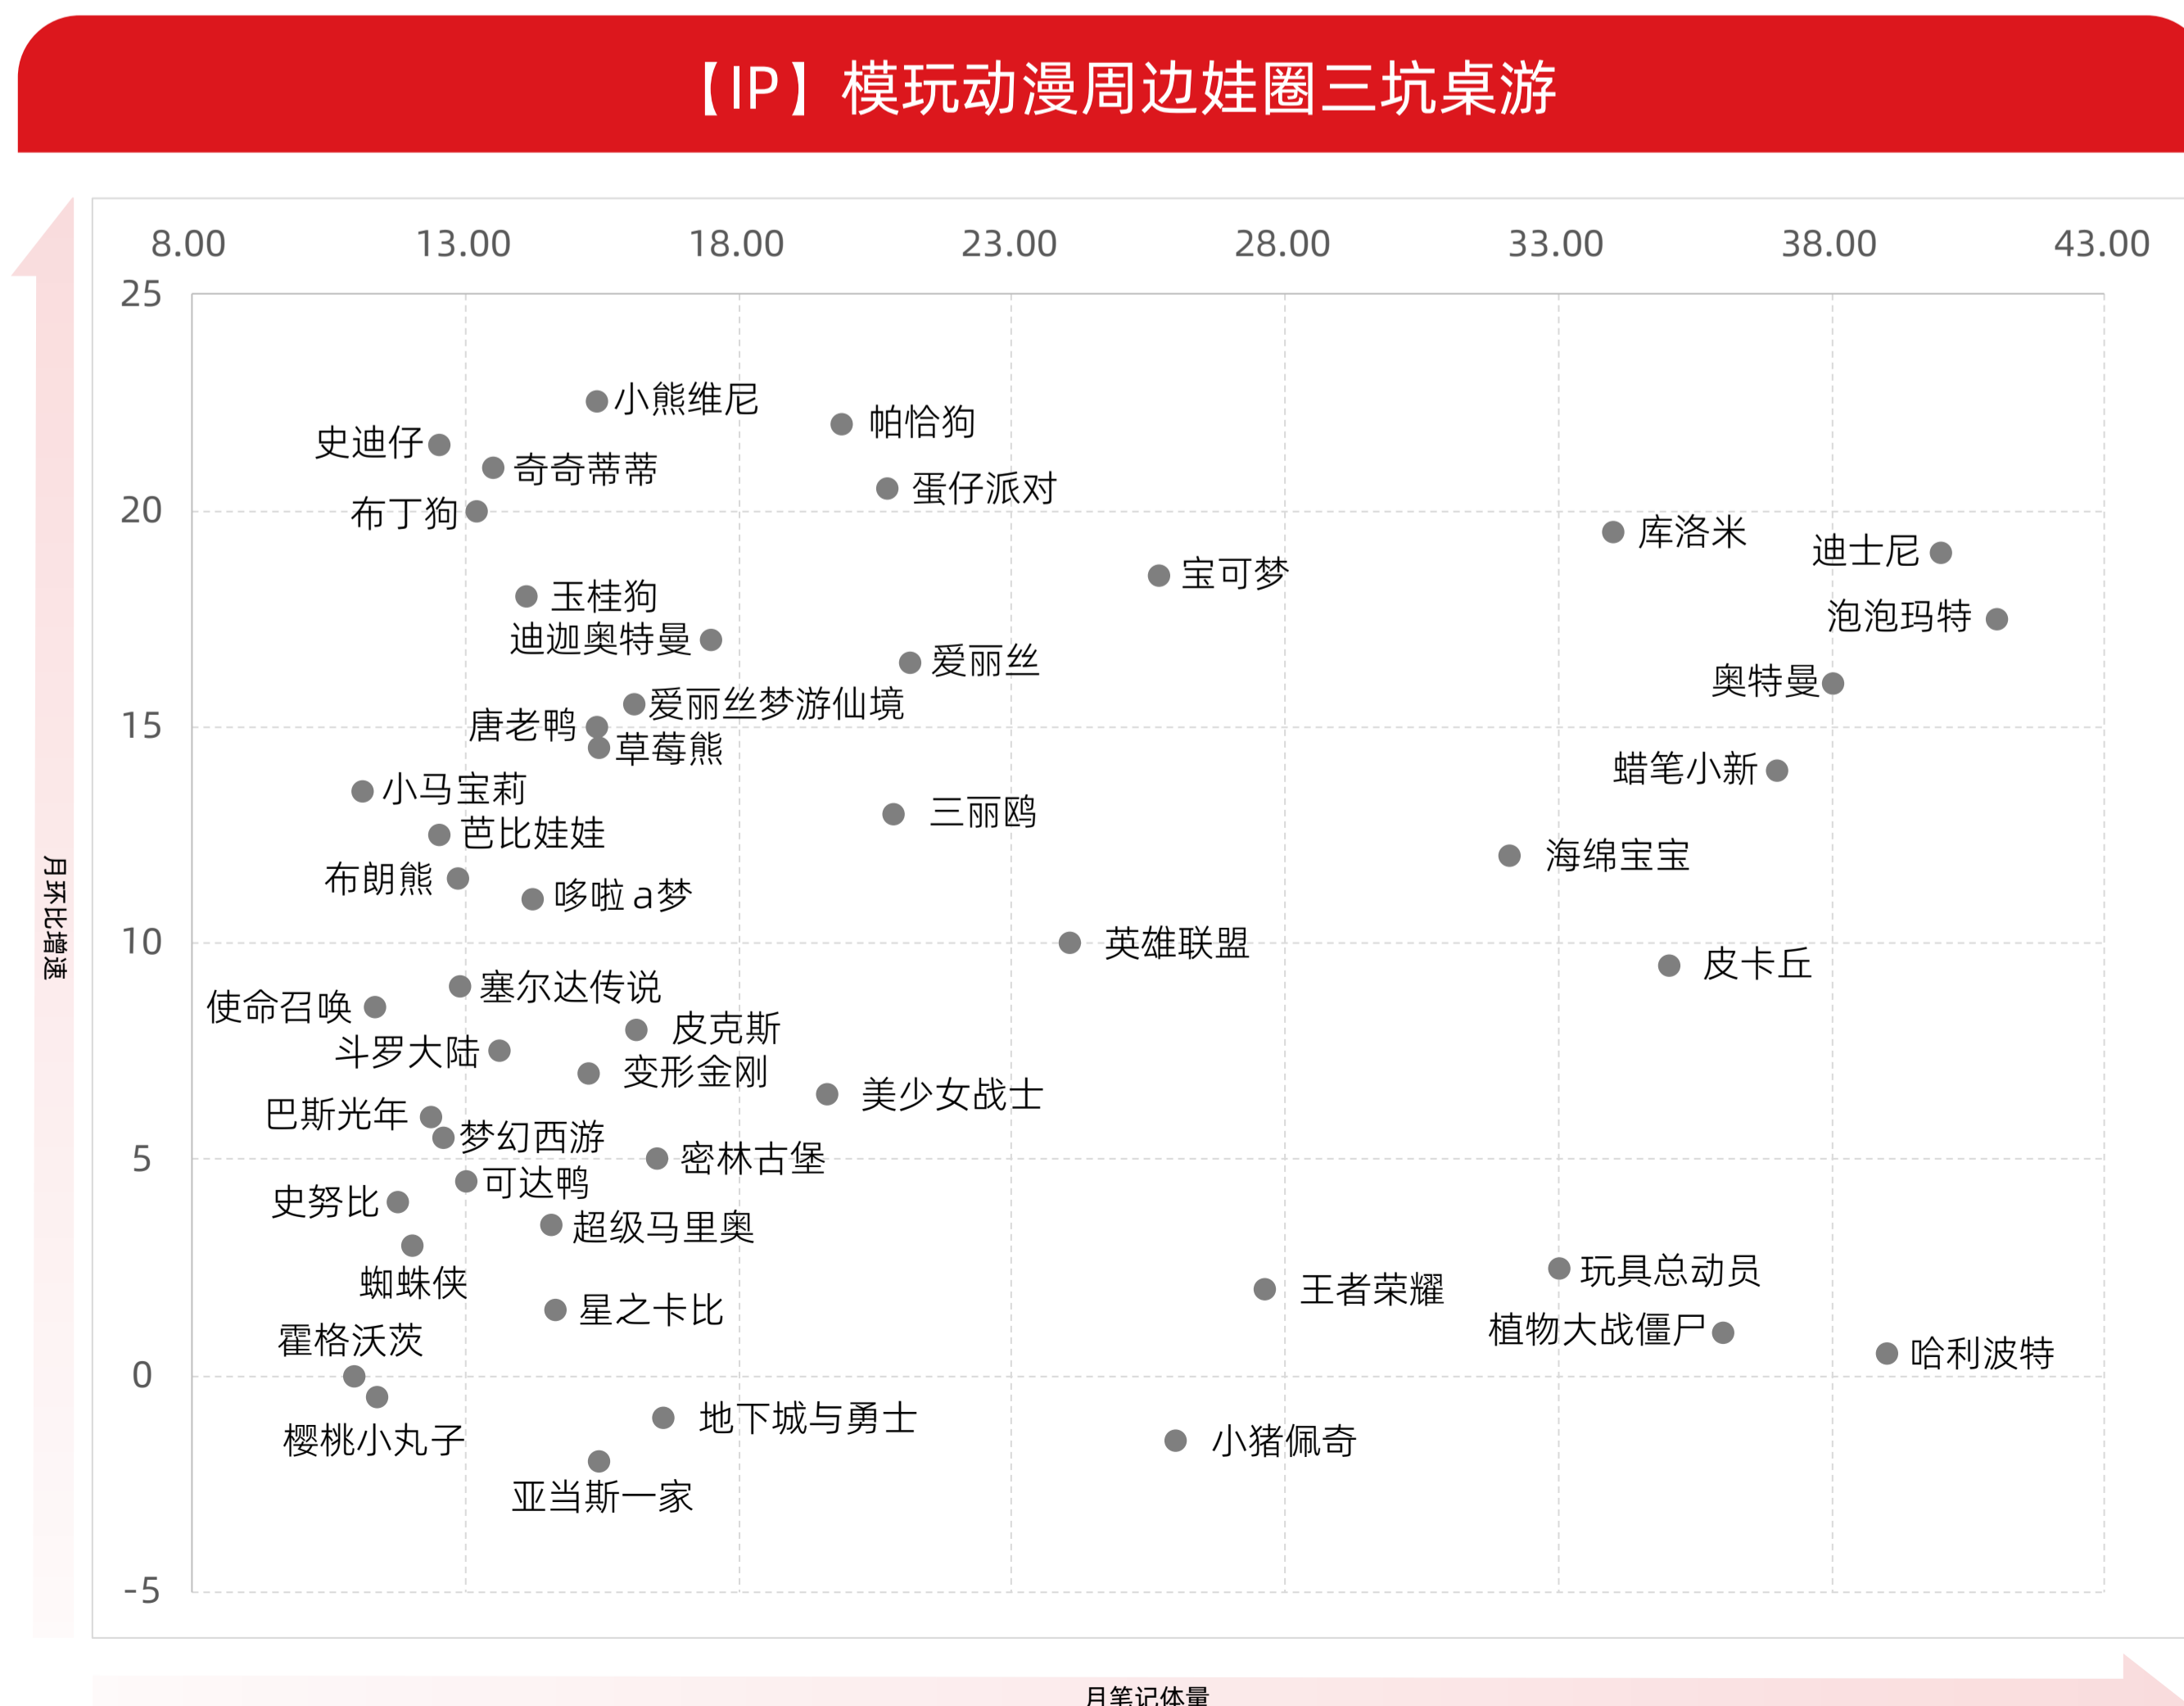 【IP】模玩动漫周边娃圈三坑桌游
8.00 13.00 18.00 23.00 28.00 33.00 38.00 43.00
25
小熊维尼
帕恰狗
史迪仔
奇奇蒂蒂
蛋仔派对
20
布丁狗
库洛米
迪士尼
宝可梦
玉桂狗
泡泡玛特
迪迦奥特曼
爱丽丝
奥特曼
爱丽丝梦游仙境
15
唐老鸭
草莓熊
蜡笔小新
小马宝莉
三丽鸥
芭比娃娃
海绵宝宝
布朗熊
哆啦a梦
10
英雄联盟
皮卡丘
塞尔达传说
使命召唤
皮克斯
斗罗大陆
变形金刚
美少女战士
巴斯光年
梦幻西游
5
密林古堡
可达鸭
史努比
超级马里奥
蜘蛛侠
玩具总动员
王者荣耀
星之卡比
植物大战僵尸
霍格沃茨
哈利波特
0
樱桃小丸子
地下城与勇士
小猪佩奇
亚当斯一家
-5
月环比增速
月笔记体量